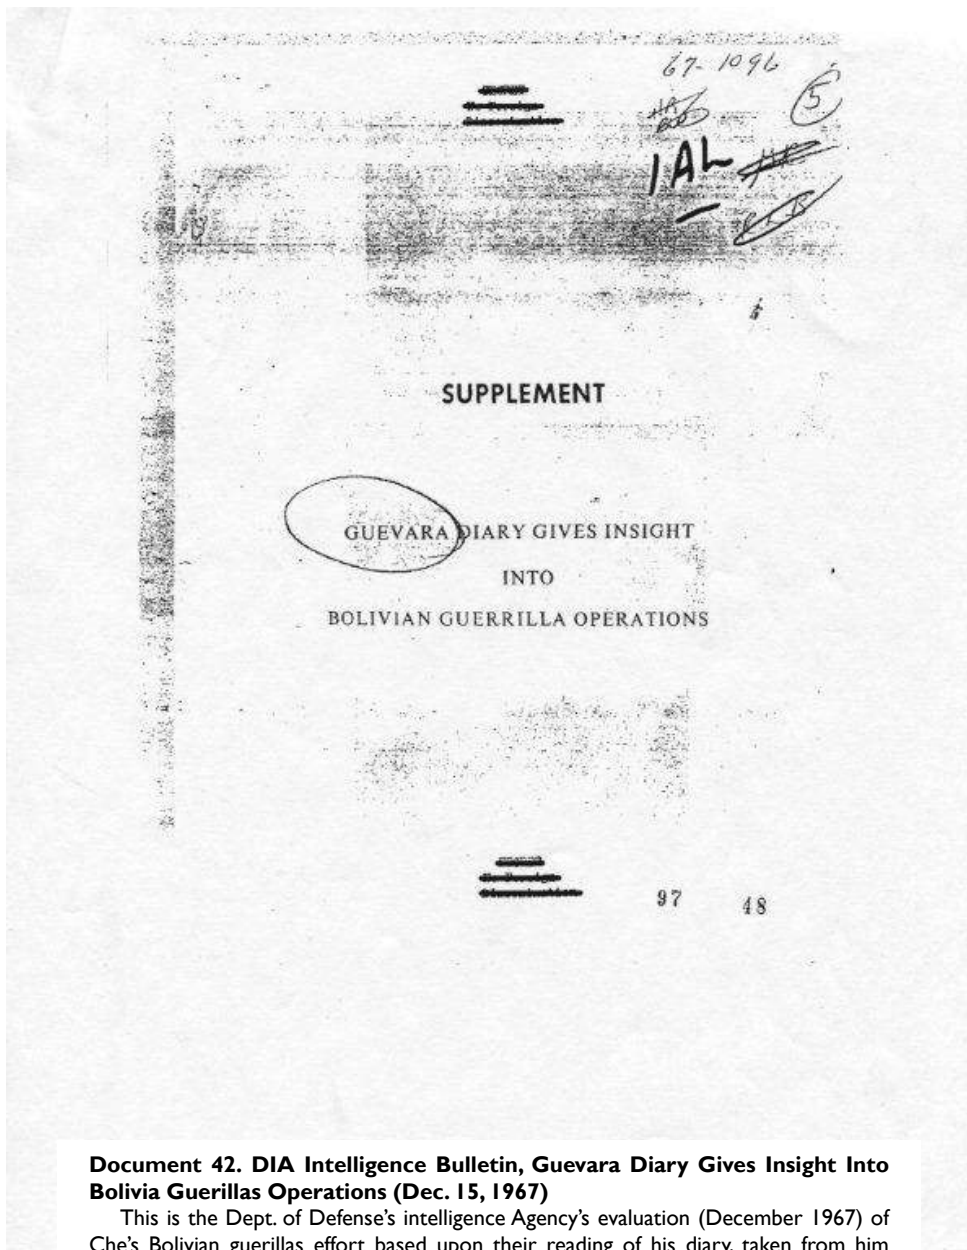 67-1096
5
IAL
SUPPLEMENT
GUEVARA DIARY GIVES INSIGHT
INTO
BOLIVIAN GUERRILLA OPERATIONS
No Foreign
Dissemination
97 48
Document 42. DIA Intelligence Bulletin, Guevara Diary Gives Insight Into
Bolivia Guerillas Operations (Dec. 15, 1967)
This is the Dept. of Defense's intelligence Agency's evaluation (December 1967) of
Che's Bolivian guerillas effort based upon their reading of his diary, taken from him